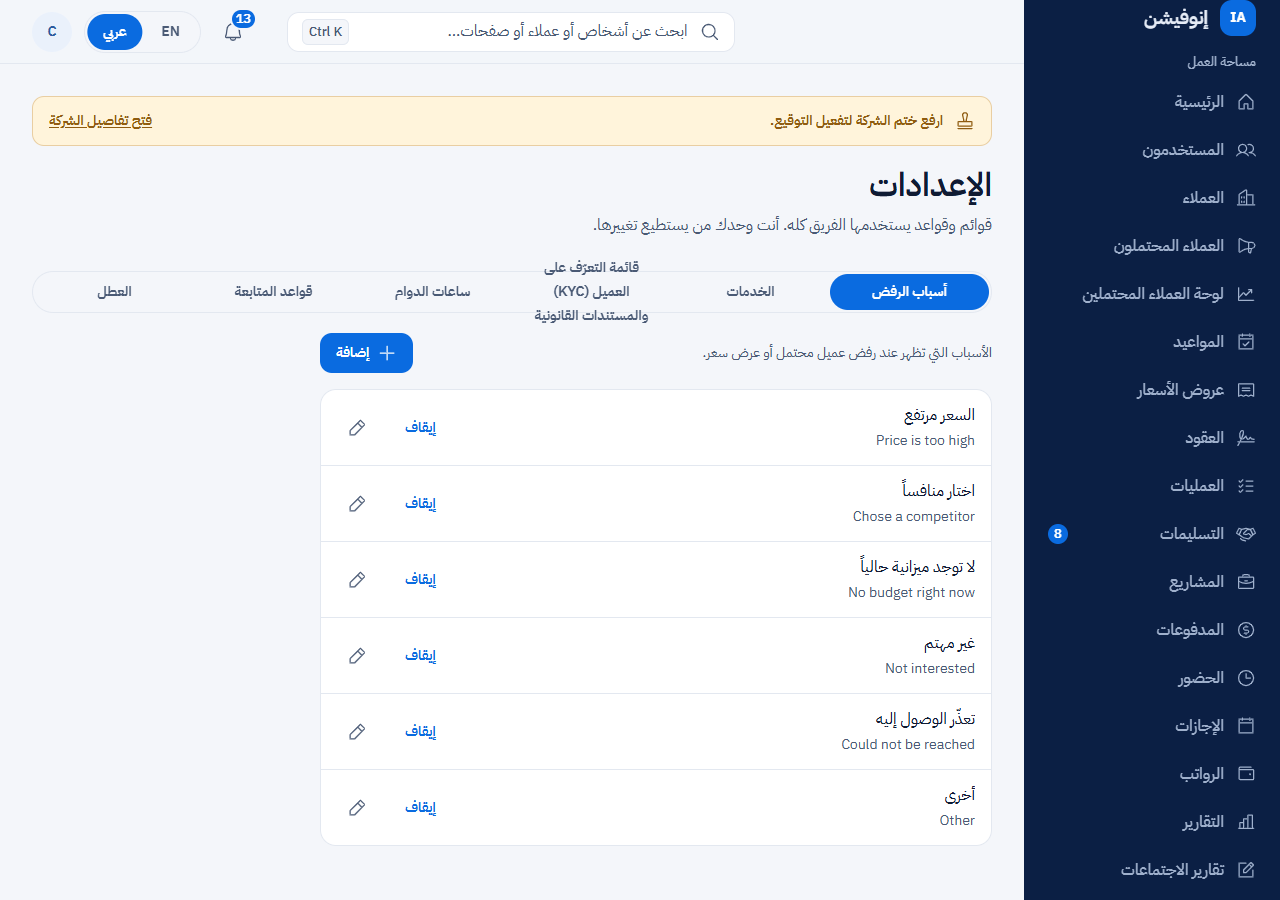 IA
إنوفيشن
مساحة العمل
الرئيسية
المستخدمون
العملاء
العملاء المحتملون
لوحة العملاء المحتملين
المواعيد
عروض الأسعار
العقود
العمليات
التسليمات
8
المشاريع
المدفوعات
الحضور
الإجازات
الرواتب
التقارير
تقارير الاجتماعات
ابحث عن أشخاص أو عملاء أو صفحات...
Ctrl K
13
EN
عربي
C
ارفع ختم الشركة لتفعيل التوقيع.
فتح تفاصيل الشركة
الإعدادات
قوائم وقواعد يستخدمها الفريق كله. أنت وحدك من يستطيع تغييرها.
أسباب الرفض
الخدمات
قائمة التعرّف على
العميل (KYC)
والمستندات القانونية
ساعات الدوام
قواعد المتابعة
العطل
الأسباب التي تظهر عند رفض عميل محتمل أو عرض سعر.
إضافة
السعر مرتفع
Price is too high
إيقاف
اختار منافساً
Chose a competitor
إيقاف
لا توجد ميزانية حالياً
No budget right now
إيقاف
غير مهتم
Not interested
إيقاف
تعذّر الوصول إليه
Could not be reached
إيقاف
أخرى
Other
إيقاف